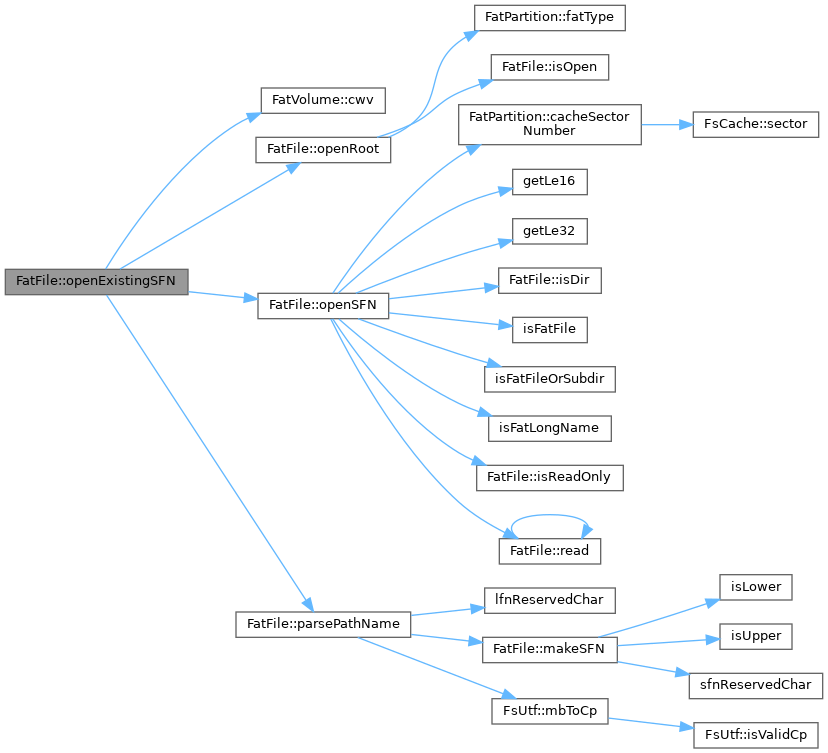 FatPartition::fatType
FatFile::isOpen
FatVolume::cwv
FatPartition::cacheSector
Number
FsCache::sector
FatFile::openRoot
getLe16
getLe32
FatFile::openExistingSFN
FatFile::isDir
FatFile::openSFN
isFatFile
isFatFileOrSubdir
isFatLongName
FatFile::isReadOnly
FatFile::read
isLower
lfnReservedChar
FatFile::parsePathName
isUpper
FatFile::makeSFN
sfnReservedChar
FsUtf::mbToCp
FsUtf::isValidCp